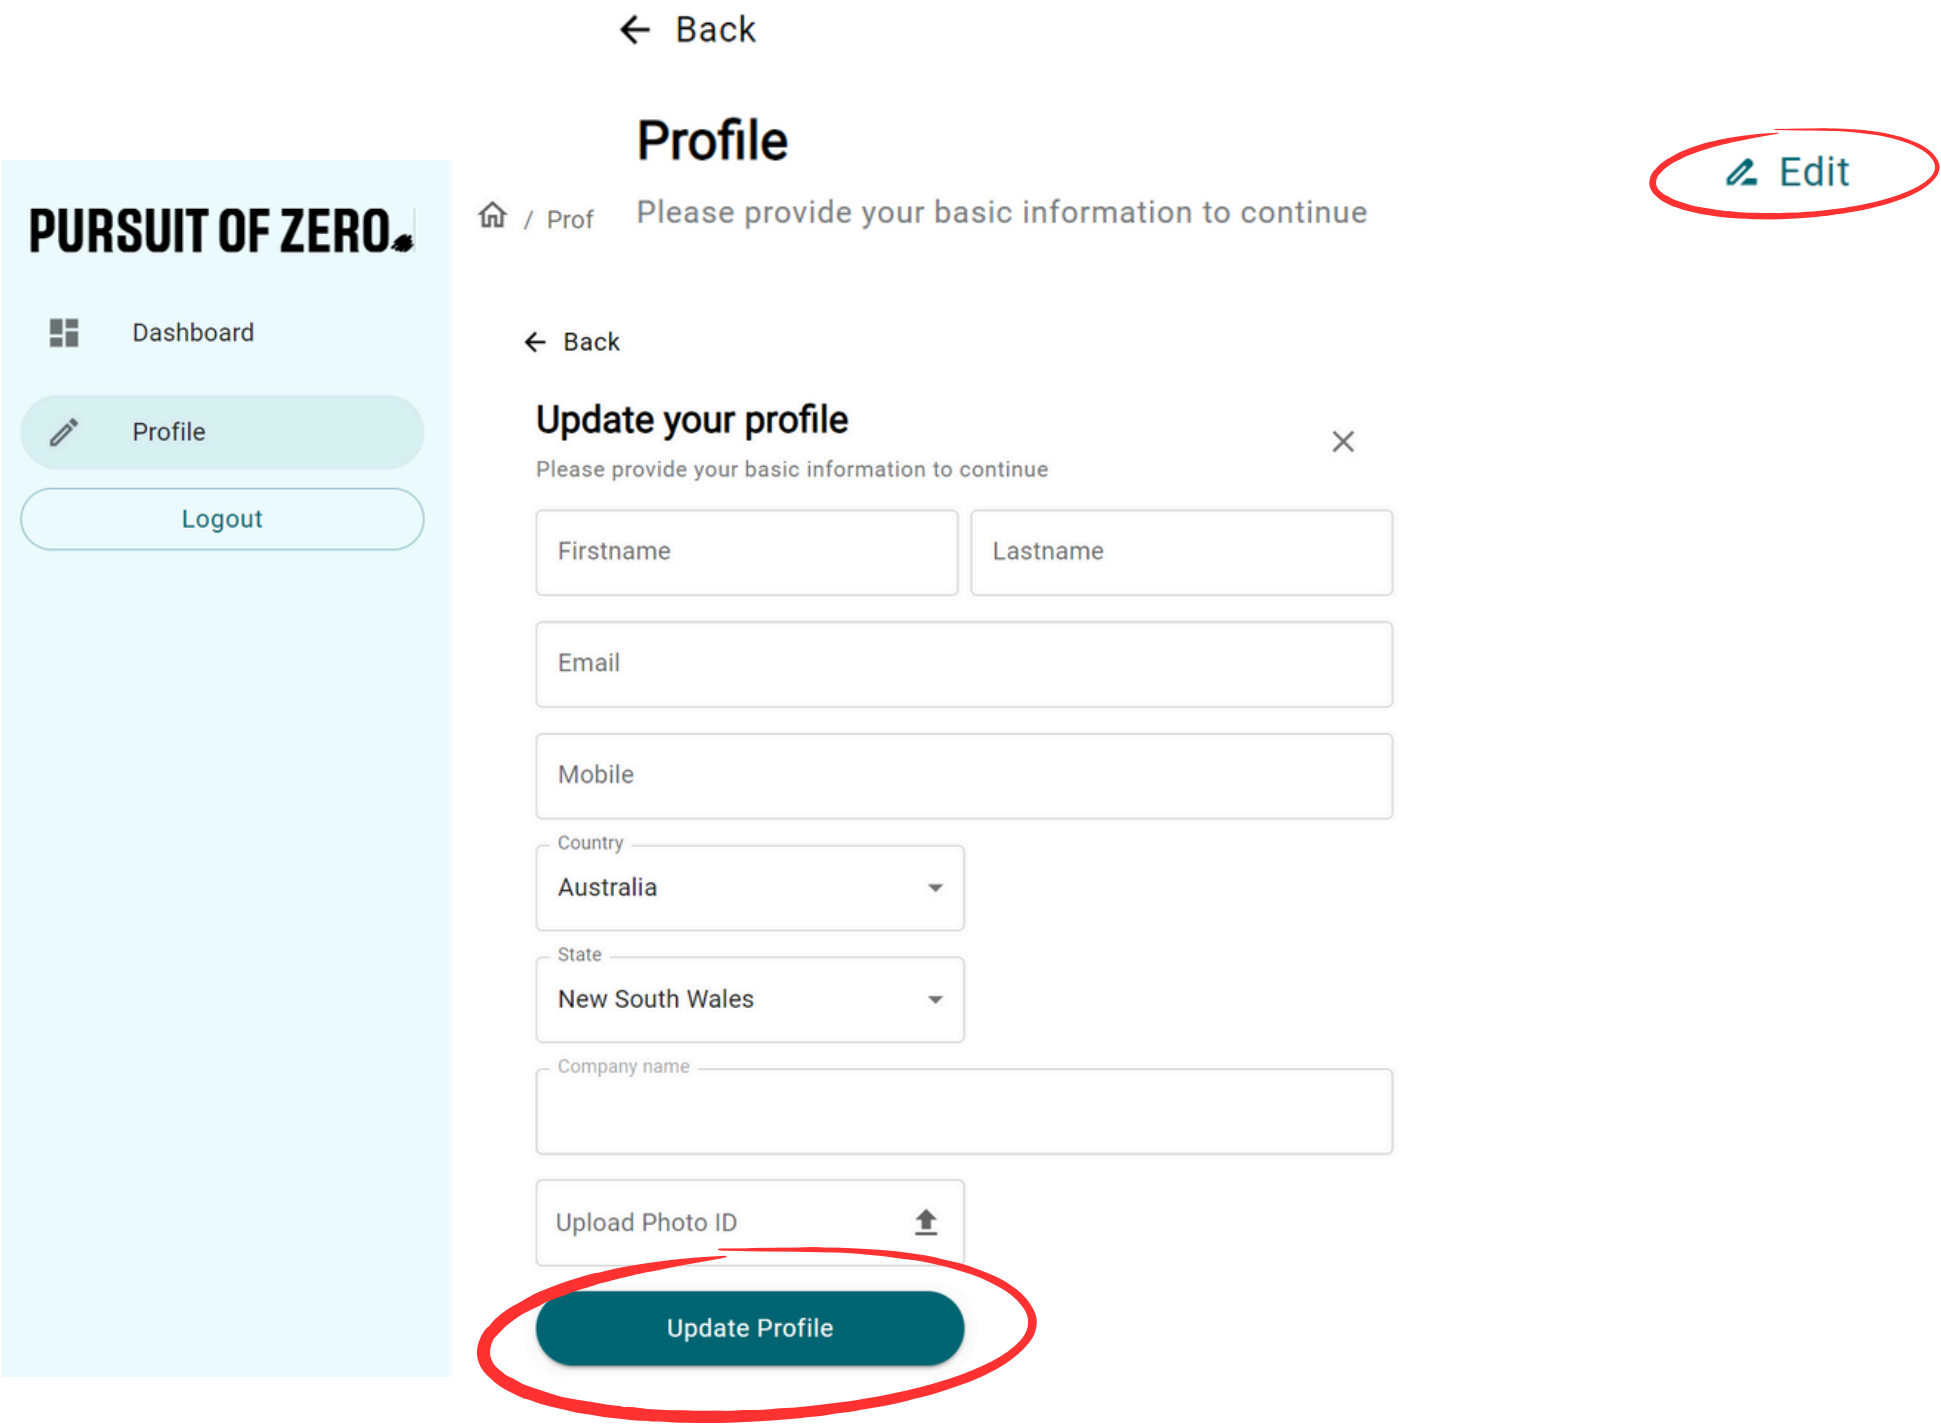 Back
Profile
Edit
Please provide your basic information to continue
PURSUIT OF ZERO
/ Prof
Dashboard
Profile
Logout
Back
Update your profile
Please provide your basic information to continue
Firstname
Lastname
Email
Mobile
Country
Australia
State
New South Wales
Company name
Upload Photo ID
Update Profile